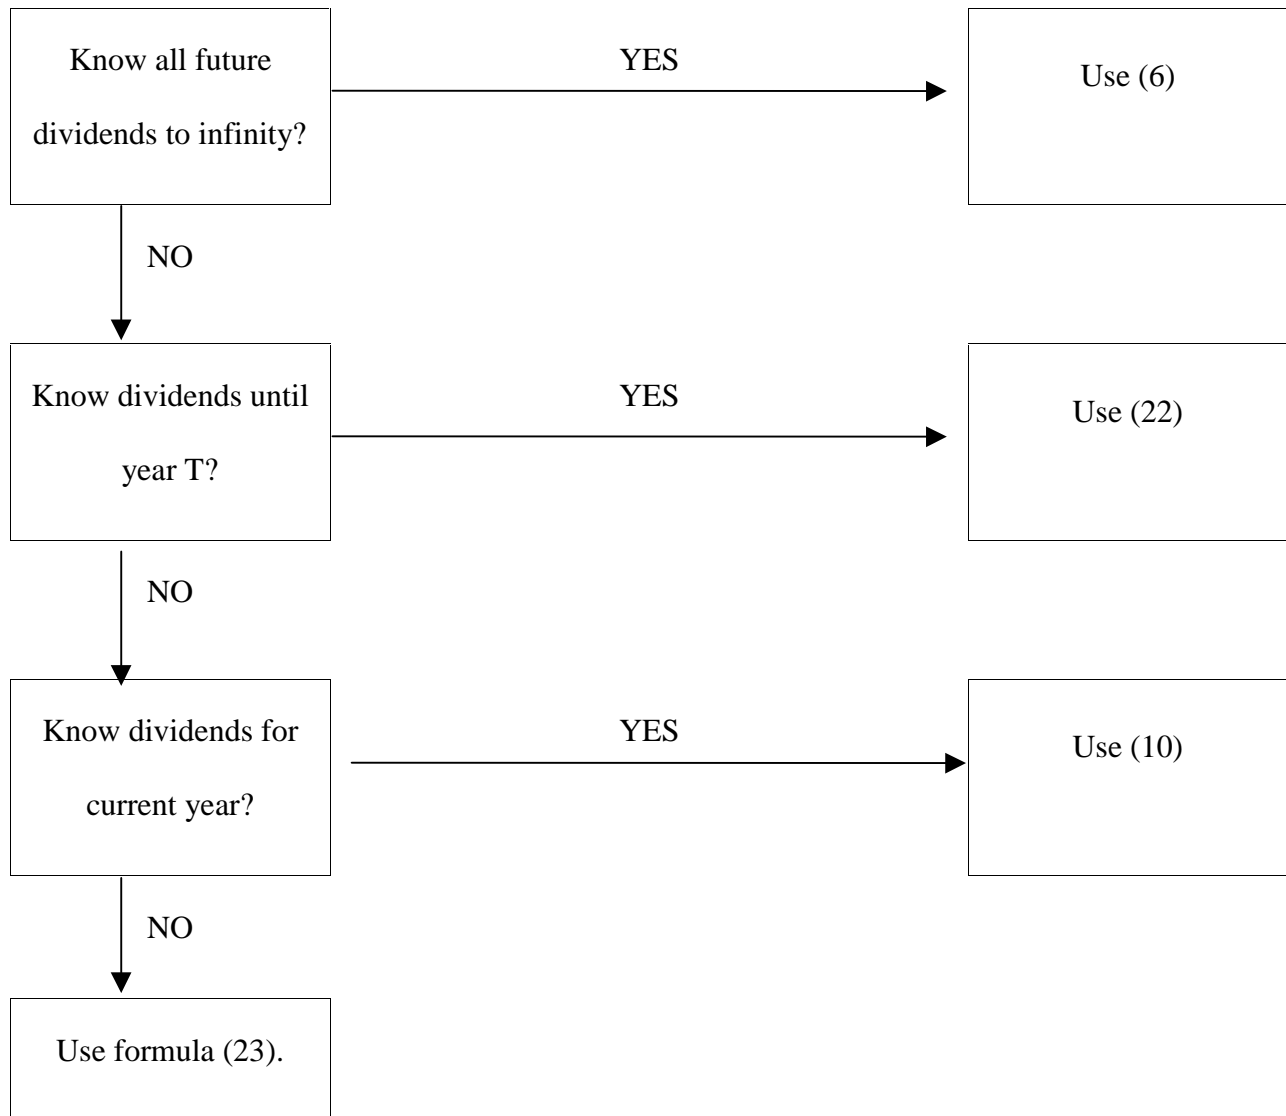 Know all future
dividends to infinity?
YES
Use (6)
NO
Know dividends until
year T?
YES
Use (22)
NO
Know dividends for
current year?
YES
Use (10)
NO
Use formula (23).